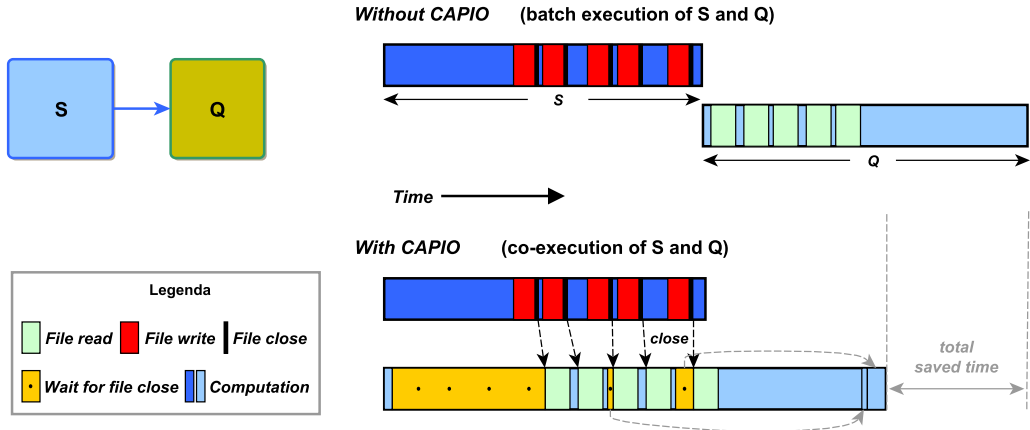 Without CAPIO (batch execution of S and Q)
S
Q
S
Q
Time
With CAPIO (co-execution of S and Q)
Legenda
File read File write File close
Wait for file close Computation
close
total
saved time